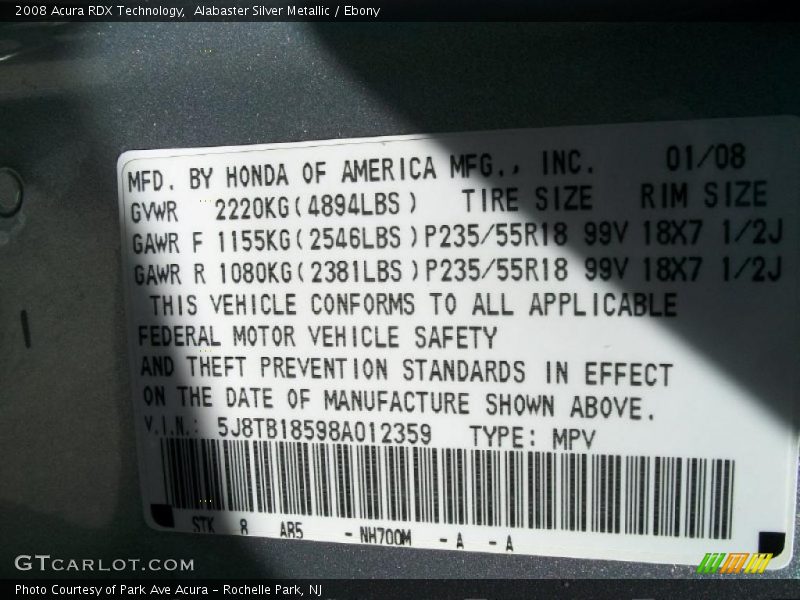 2008 Acura RDX Technology,  Alabaster Silver Metallic / Ebony
MFD. BY HONDA OF AMERICA MFG., INC. 01/08
GVWR 2220KG(4894LBS) TIRE SIZE RIM SIZE
GAWR F 1155KG(2546LBS)P235/55R18 99V 18X7 1/2J
GAWR R 1080KG(2381LBS)P235/55R18 99V 18X7 1/2J
THIS VEHICLE CONFORMS TO ALL APPLICABLE
FEDERAL MOTOR VEHICLE SAFETY
AND THEFT PREVENTION STANDARDS IN EFFECT
ON THE DATE OF MANUFACTURE SHOWN ABOVE.
V.I.N.: 5J8TB18598A012359 TYPE: MPV
STK 8 AR5 - NH700M - A - A
GTCARLOT.COM
Photo Courtesy of Park Ave Acura – Rochelle Park, NJ